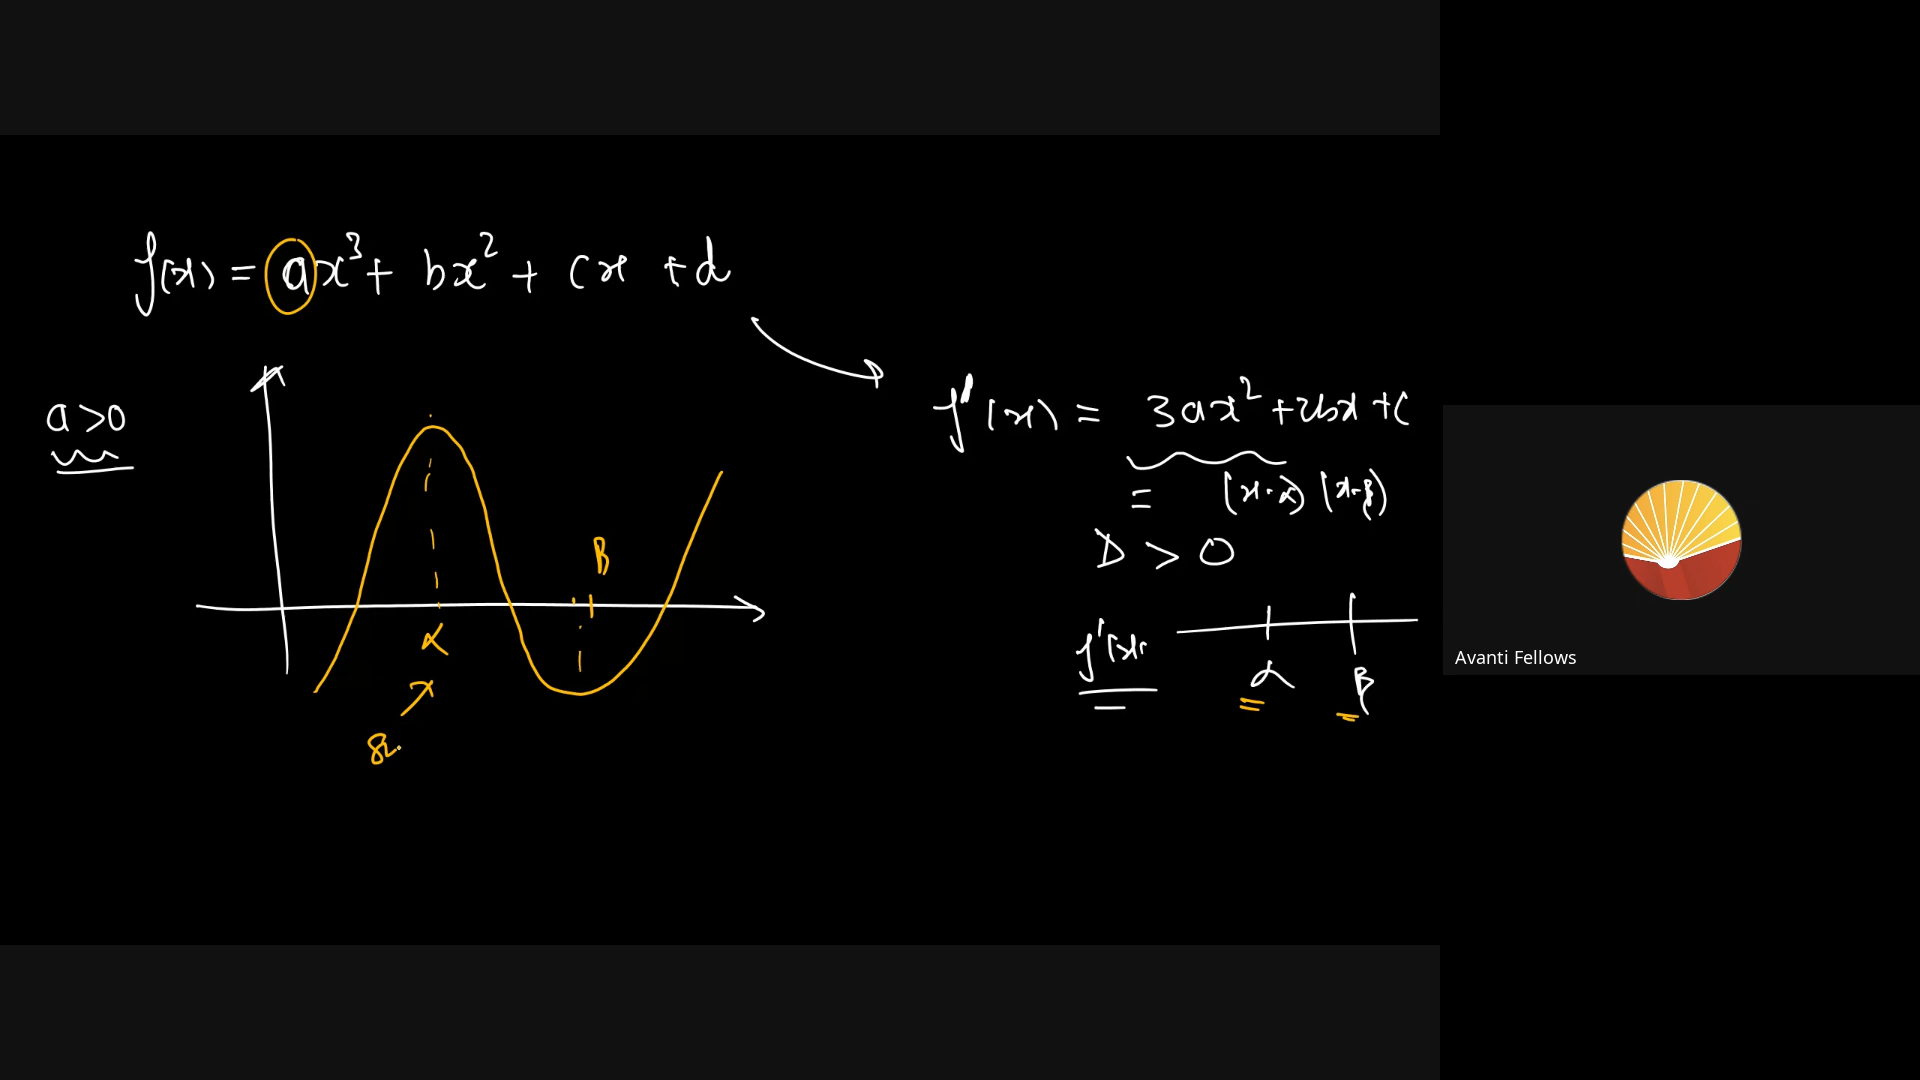 f(x) = ax³ + bx² + cx + d
a > 0
f'(x) = 3ax² + 2bx + c
= (x-α) (x-β)
D > 0
β
α
f'(x)
α β
Avanti Fellows